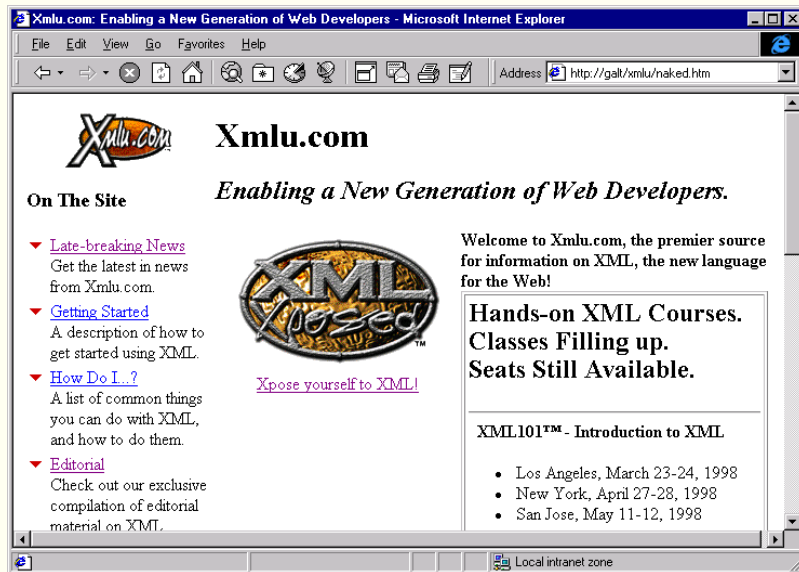 Xmlu.com: Enabling a New Generation of Web Developers - Microsoft Internet Explorer
File Edit View Go Favorites Help
Address http://galt/xmlu/naked.htm
Xmlu.com
On The Site
Late-breaking News
Get the latest in news
from Xmlu.com.
Getting Started
A description of how to
get started using XML.
How Do I...?
A list of common things
you can do with XML,
and how to do them.
Editorial
Check out our exclusive
compilation of editorial
material on XML
Xmlu.com
Enabling a New Generation of Web Developers.
XML
Xposed
™
Xpose yourself to XML!
Welcome to Xmlu.com, the premier source
for information on XML, the new language
for the Web!
Hands-on XML Courses.
Classes Filling up.
Seats Still Available.
XML101™ - Introduction to XML
• Los Angeles, March 23-24, 1998
• New York, April 27-28, 1998
• San Jose, May 11-12, 1998
Local intranet zone